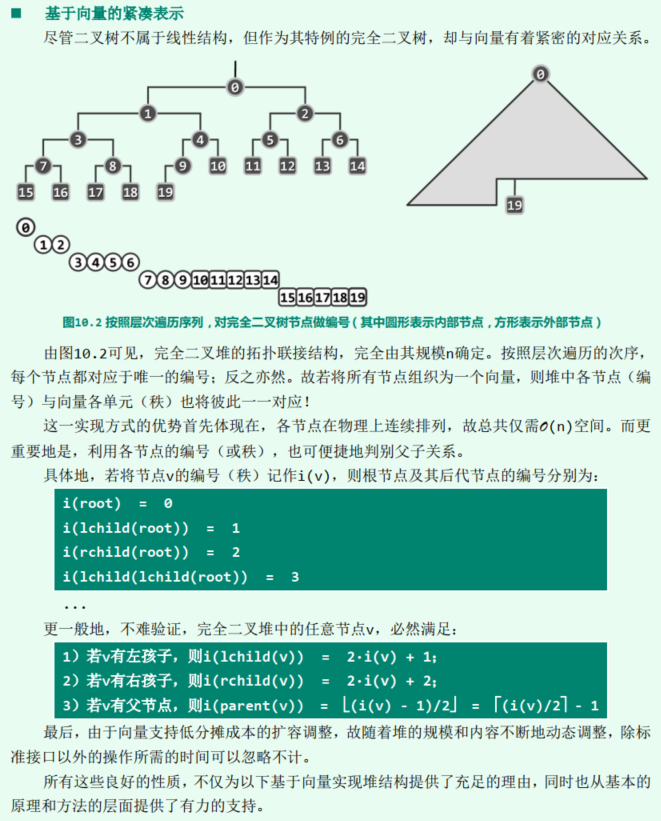 ■ 基于向量的紧凑表示
尽管二叉树不属于线性结构，但作为其特例的完全二叉树，却与向量有着紧密的对应关系。
0
1 2
3 4 5 6
7 8 9 10 11 12 13 14
15 16 17 18 19
0
19
0
1 2
3 4 5 6
7 8 9 10 11 12 13 14
15 16 17 18 19
图10.2 按照层次遍历序列，对完全二叉树节点做编号（其中圆形表示内部节点，方形表示外部节点）
由图10.2可见，完全二叉堆的拓扑联接结构，完全由其规模n确定。按照层次遍历的次序，
每个节点都对应于唯一的编号；反之亦然。故若将所有节点组织为一个向量，则堆中各节点（编
号）与向量各单元（秩）也将彼此一一对应！
这一实现方式的优势首先体现在，各节点在物理上连续排列，故总共仅需O(n)空间。而更
重要地是，利用各节点的编号（或秩），也可便捷地判别父子关系。
具体地，若将节点v的编号（秩）记作i(v)，则根节点及其后代节点的编号分别为：
i(root) = 0
i(lchild(root)) = 1
i(rchild(root)) = 2
i(lchild(lchild(root)) = 3
...
更一般地，不难验证，完全二叉堆中的任意节点v，必然满足：
1）若v有左孩子，则i(lchild(v)) = 2·i(v) + 1；
2）若v有右孩子，则i(rchild(v)) = 2·i(v) + 2；
3）若v有父节点，则i(parent(v)) = ⌊(i(v) - 1)/2⌋ = ⌈(i(v)/2⌉ - 1
最后，由于向量支持低分摊成本的扩容调整，故随着堆的规模和内容不断地动态调整，除标
准接口以外的操作所需的时间可以忽略不计。
所有这些良好的性质，不仅为以下基于向量实现堆结构提供了充足的理由，同时也从基本的
原理和方法的层面提供了有力的支持。